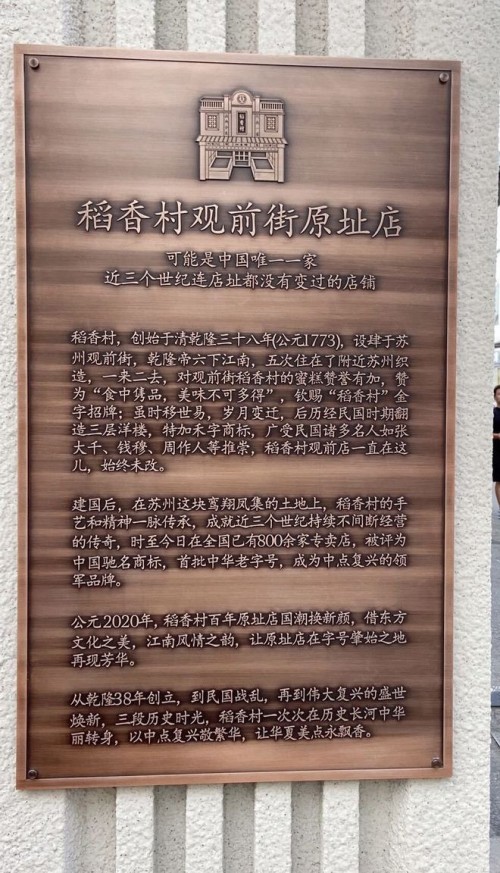 稻香村
稻香村观前街原址店
可能是中国唯一一家
近三个世纪连店址都没有变过的店铺
稻香村，创始于清乾隆三十八年(公元1773)，设肆于苏
州观前街，乾隆帝六下江南，五次住在了附近苏州织
造，一来二去，对观前街稻香村的蜜糕赞誉有加，赞
为“食中隽品，美味不可多得”，钦赐“稻香村”金
字招牌；虽时移世易，岁月变迁，后历经民国时期翻
造三层洋楼，特加禾字商标，广受民国诸多名人如张
大千、钱穆、周作人等推崇，稻香村观前店一直在这
儿，始终未改。
建国后，在苏州这块鸾翔凤集的土地上，稻香村的手
艺和精神一脉传承，成就近三个世纪持续不间断经营
的传奇，时至今日在全国已有800余家专卖店，被评为
中国驰名商标，首批中华老字号，成为中点复兴的领
军品牌。
公元2020年，稻香村百年原址店国潮换新颜，借东方
文化之美，江南风情之韵，让原址店在字号肇始之地
再现芳华。
从乾隆38年创立，到民国战乱，再到伟大复兴的盛世
焕新，三段历史时光，稻香村一次次在历史长河中华
丽转身，以中点复兴散繁华，让华夏美点永飘香。